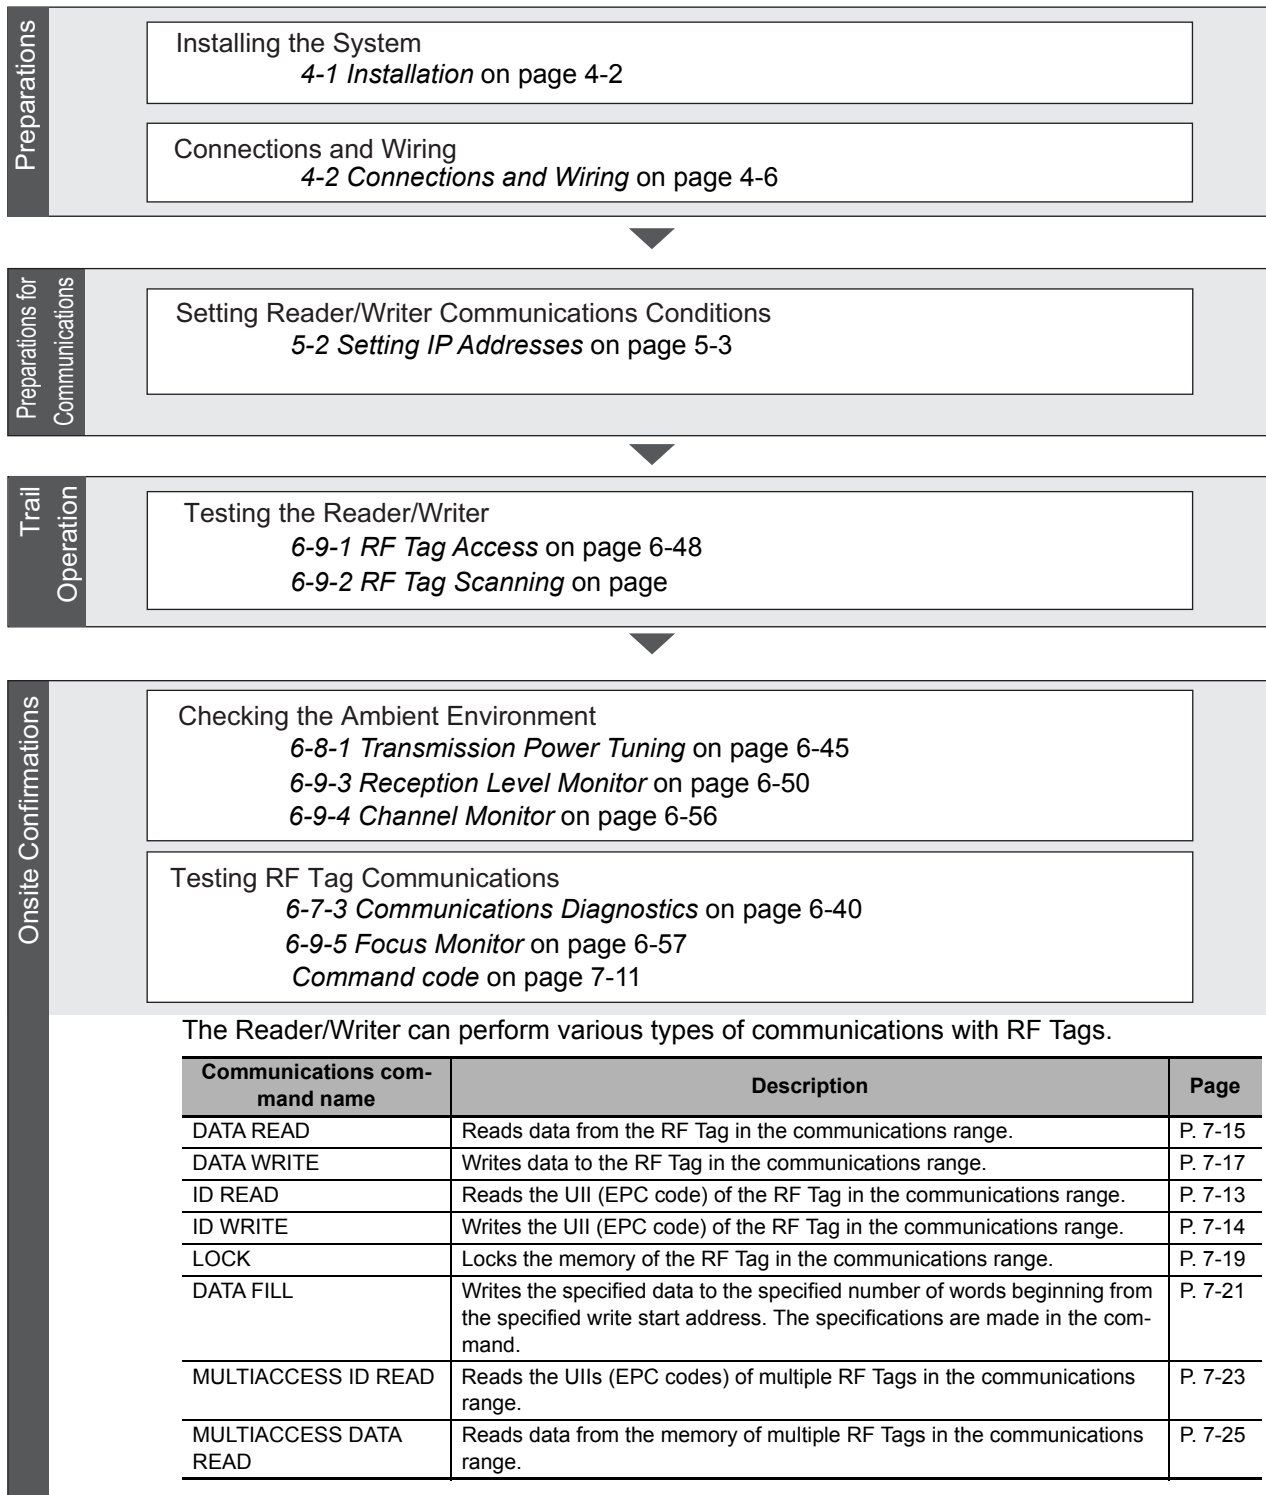 Preparations
Installing the System
4-1 Installation on page 4-2
Connections and Wiring
4-2 Connections and Wiring on page 4-6
Preparations for
Communications
Setting Reader/Writer Communications Conditions
5-2 Setting IP Addresses on page 5-3
Trail
Operation
Testing the Reader/Writer
6-9-1 RF Tag Access on page 6-48
6-9-2 RF Tag Scanning on page
Onsite Confirmations
Checking the Ambient Environment
6-8-1 Transmission Power Tuning on page 6-45
6-9-3 Reception Level Monitor on page 6-50
6-9-4 Channel Monitor on page 6-56
Testing RF Tag Communications
6-7-3 Communications Diagnostics on page 6-40
6-9-5 Focus Monitor on page 6-57
Command code on page 7-11
The Reader/Writer can perform various types of communications with RF Tags.
Communications com-
mand name
Description
Page
DATA READ
Reads data from the RF Tag in the communications range.
P. 7-15
DATA WRITE
Writes data to the RF Tag in the communications range.
P. 7-17
ID READ
Reads the UII (EPC code) of the RF Tag in the communications range.
P. 7-13
ID WRITE
Writes the UII (EPC code) of the RF Tag in the communications range.
P. 7-14
LOCK
Locks the memory of the RF Tag in the communications range.
P. 7-19
DATA FILL
Writes the specified data to the specified number of words beginning from
the specified write start address. The specifications are made in the com-
mand.
P. 7-21
MULTIACCESS ID READ
Reads the UIIs (EPC codes) of multiple RF Tags in the communications
range.
P. 7-23
MULTIACCESS DATA
READ
Reads data from the memory of multiple RF Tags in the communications
range.
P. 7-25